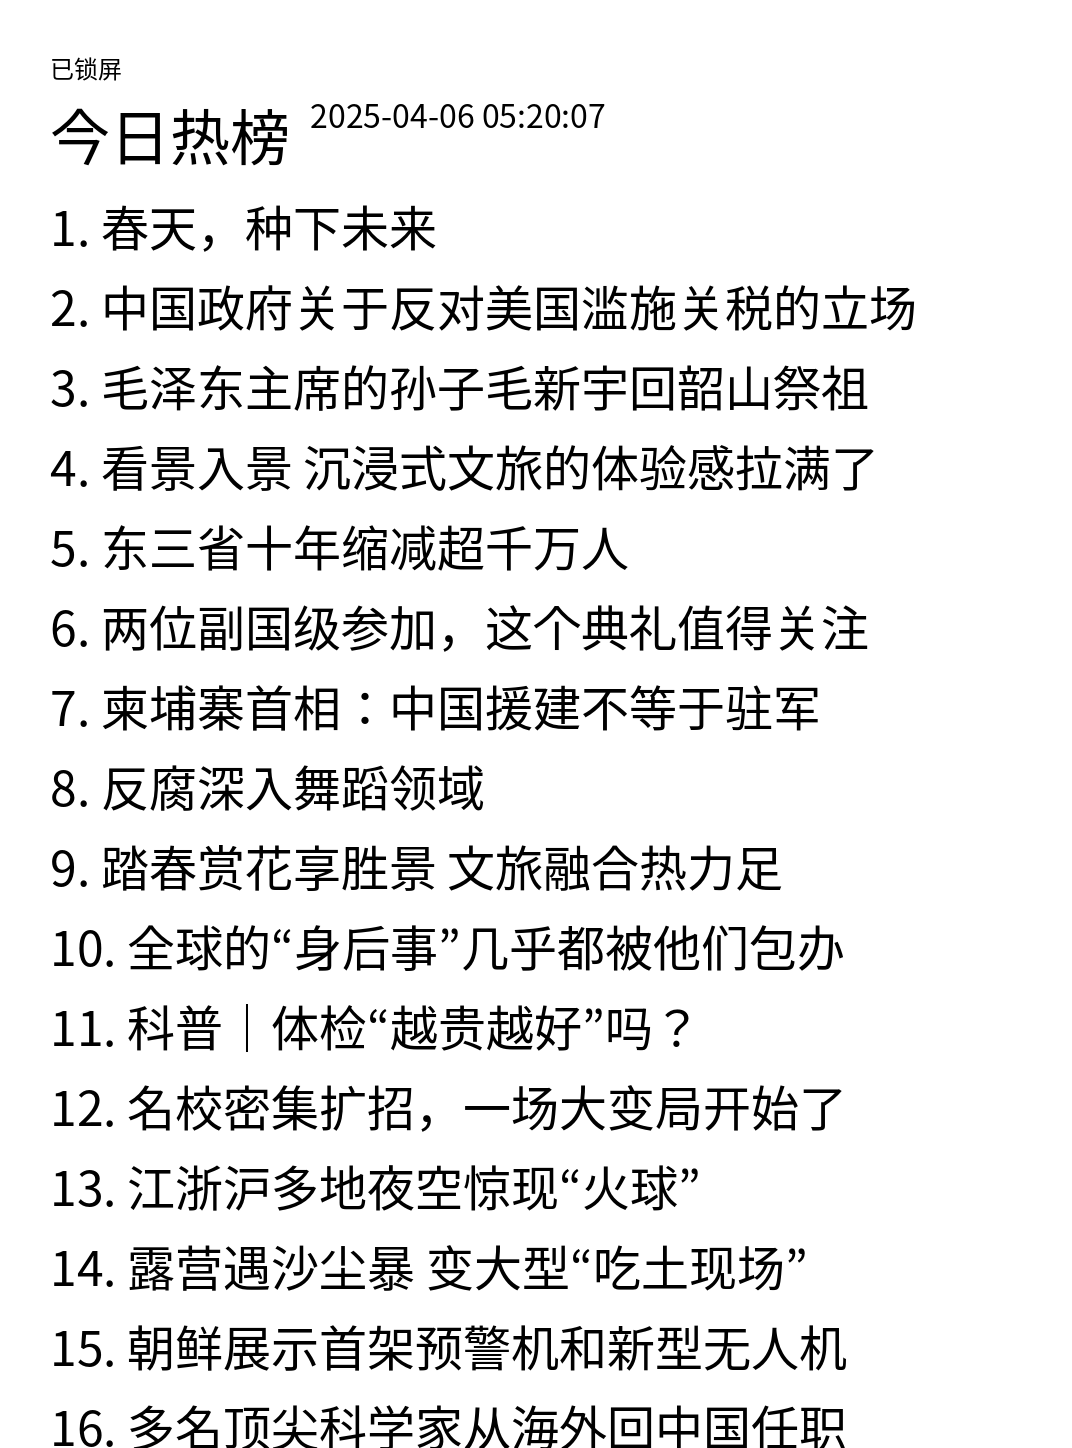 已锁屏
今日热榜 2025-04-06 05:20:07
1. 春天，种下未来
2. 中国政府关于反对美国滥施关税的立场
3. 毛泽东主席的孙子毛新宇回韶山祭祖
4. 看景入景 沉浸式文旅的体验感拉满了
5. 东三省十年缩减超千万人
6. 两位副国级参加，这个典礼值得关注
7. 柬埔寨首相：中国援建不等于驻军
8. 反腐深入舞蹈领域
9. 踏春赏花享胜景 文旅融合热力足
10. 全球的“身后事”几乎都被他们包办
11. 科普｜体检“越贵越好”吗？
12. 名校密集扩招，一场大变局开始了
13. 江浙沪多地夜空惊现“火球”
14. 露营遇沙尘暴 变大型“吃土现场”
15. 朝鲜展示首架预警机和新型无人机
16. 多名顶尖科学家从海外回中国任职